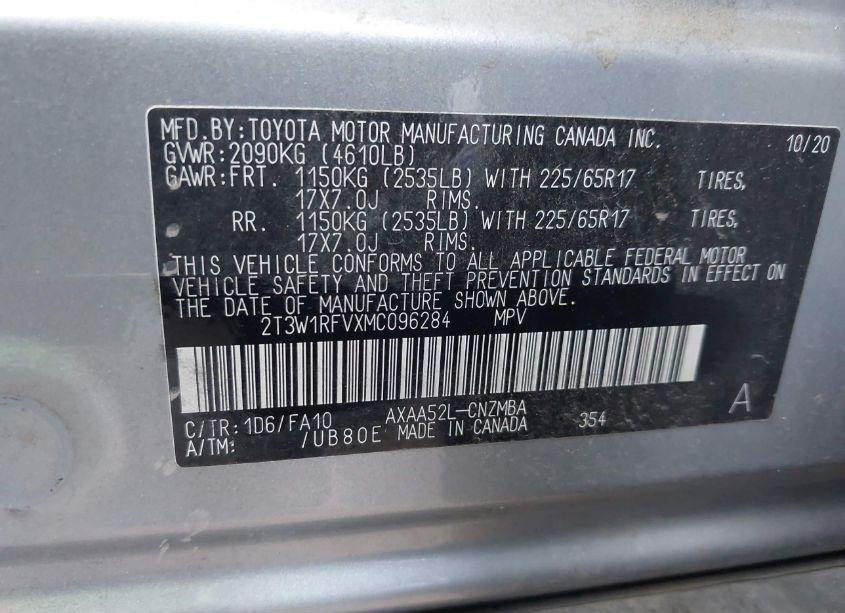 MFD.BY:TOYOTA MOTOR MANUFACTURING CANADA INC. 10/20
GVWR:2090KG (4610LB)
GAWR:FRT. 1150KG (2535LB) WITH 225/65R17 TIRES,
17X7.0J RIMS.
RR. 1150KG (2535LB) WITH 225/65R17 TIRES,
17X7.0J RIMS.
THIS VEHICLE CONFORMS TO ALL APPLICABLE FEDERAL MOTOR
VEHICLE SAFETY AND THEFT PREVENTION STANDARDS IN EFFECT ON
THE DATE OF MANUFACTURE SHOWN ABOVE.
2T3W1RFVXMC096284 MPV
C/TR:1D6/FA10 AXAA52L-CNZMBA 354 A
A/TM: /UB80E MADE IN CANADA